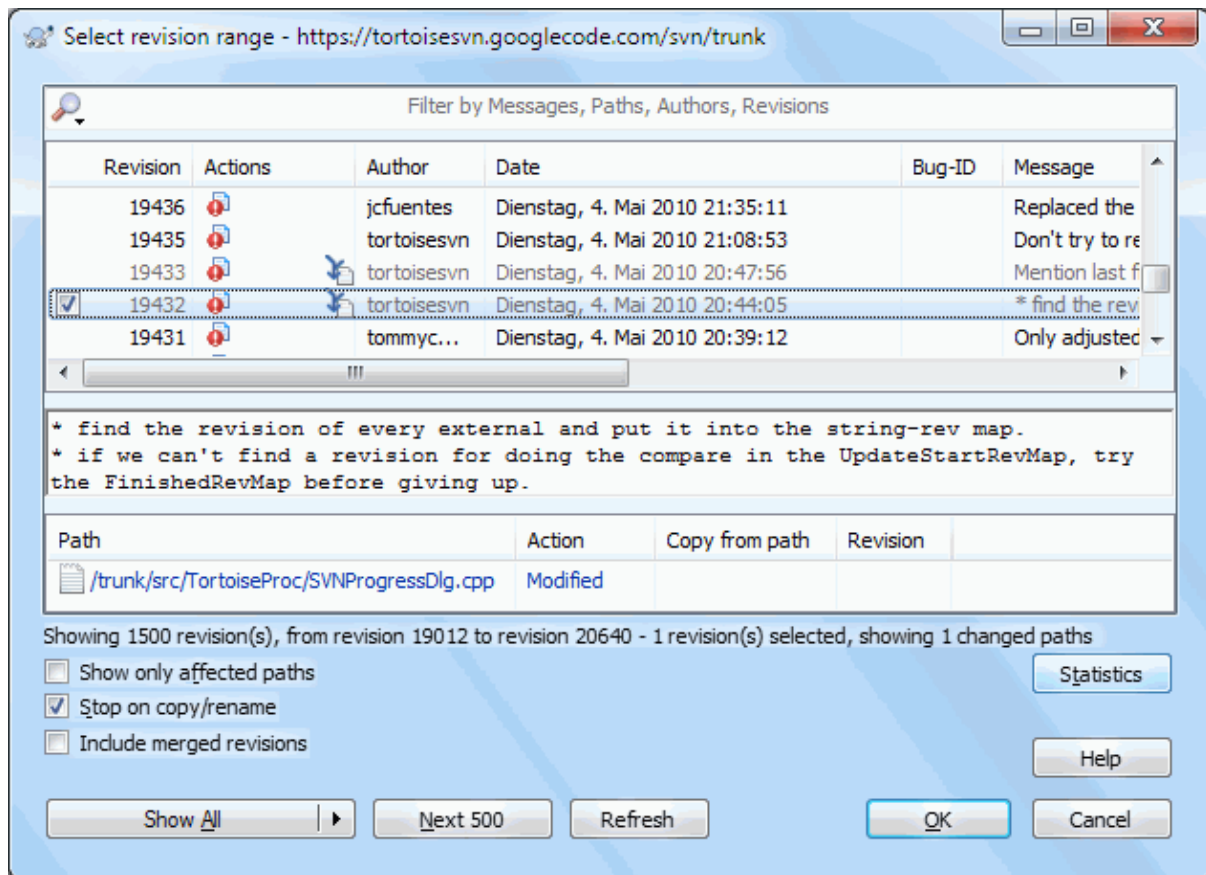 Select revision range - https://tortoisesvn.googlecode.com/svn/trunk
Filter by Messages, Paths, Authors, Revisions
Revision Actions Author Date Bug-ID Message
19436 jcfuentes Dienstag, 4. Mai 2010 21:35:11 Replaced the
19435 tortoisesvn Dienstag, 4. Mai 2010 21:08:53 Don't try to re
19433 tortoisesvn Dienstag, 4. Mai 2010 20:47:56 Mention last f
19432 tortoisesvn Dienstag, 4. Mai 2010 20:44:05 * find the rev
19431 tommyc... Dienstag, 4. Mai 2010 20:39:12 Only adjusted
* find the revision of every external and put it into the string-rev map.
* if we can't find a revision for doing the compare in the UpdateStartRevMap, try
the FinishedRevMap before giving up.
Path Action Copy from path Revision
/trunk/src/TortoiseProc/SVNProgressDlg.cpp Modified
Showing 1500 revision(s), from revision 19012 to revision 20640 - 1 revision(s) selected, showing 1 changed paths
Show only affected paths
Statistics
Stop on copy/rename
Include merged revisions
Help
Show All Next 500 Refresh OK Cancel